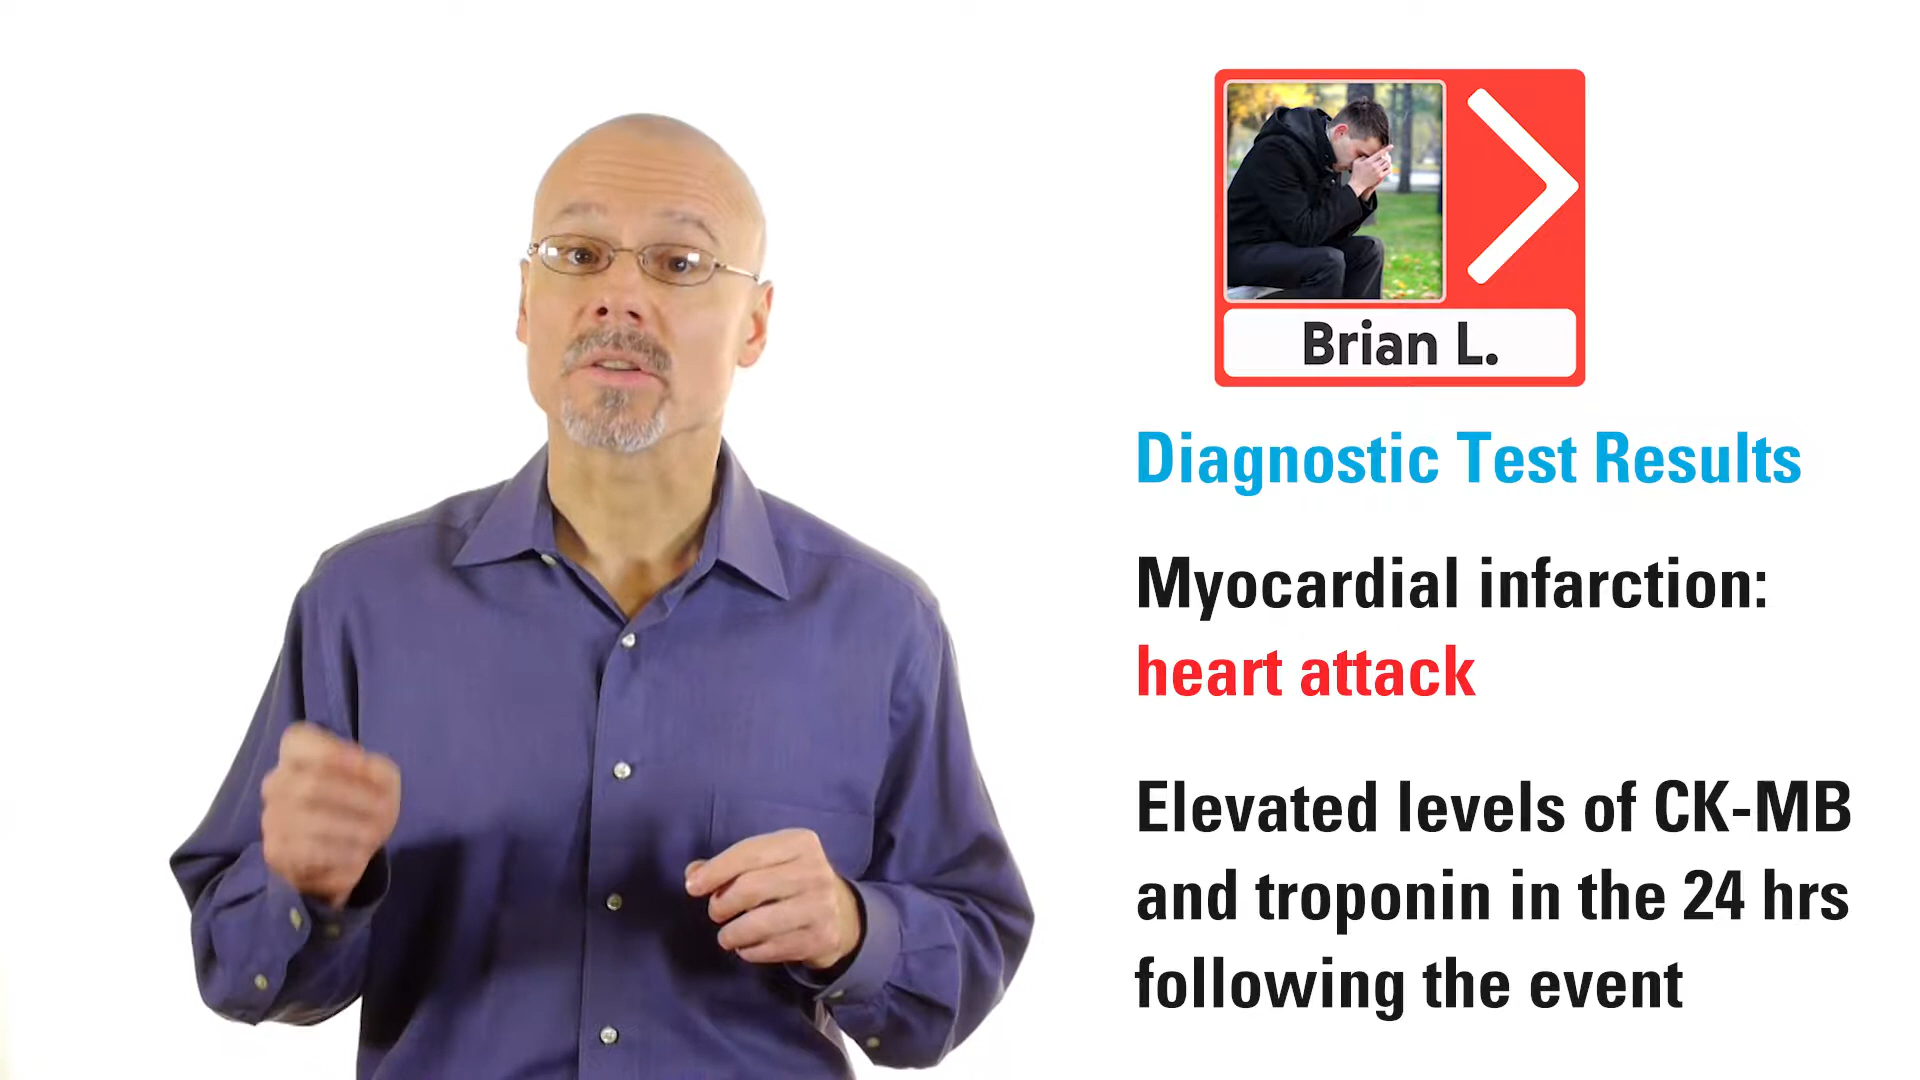 Brian L.
Diagnostic Test Results
Myocardial infarction:
heart attack
Elevated levels of CK-MB
and troponin in the 24 hrs
following the event